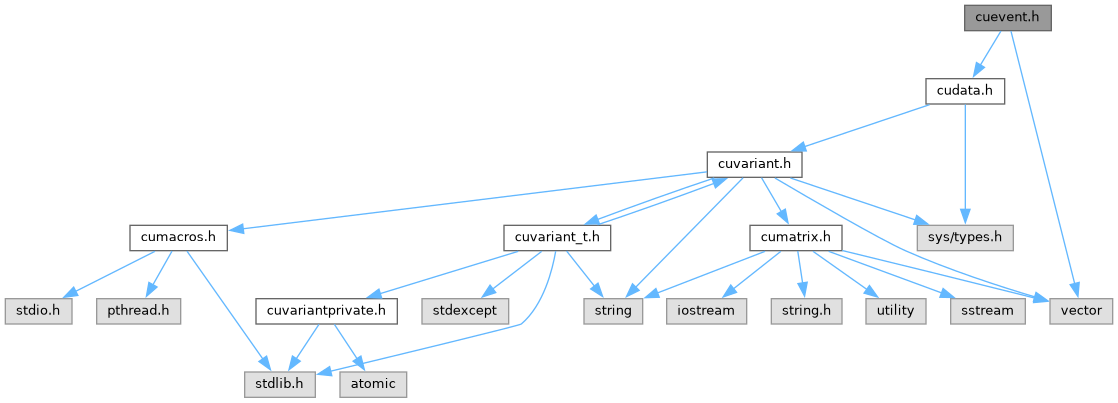 cuevent.h
cudata.h
cuvariant.h
cumacros.h
cuvariant_t.h
cumatrix.h
sys/types.h
stdio.h
pthread.h
cuvariantprivate.h
stdexcept
string
iostream
string.h
utility
sstream
vector
stdlib.h
atomic